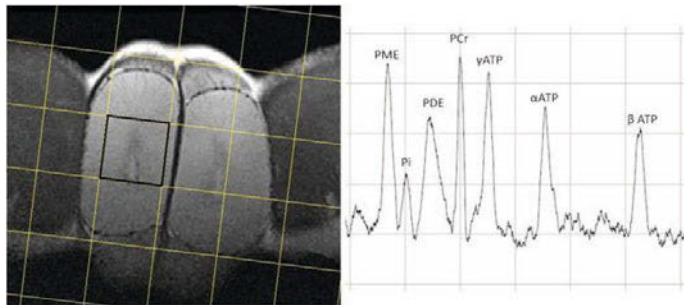 PCr
PME
γATP
PDE
αATP
β ATP
Pi